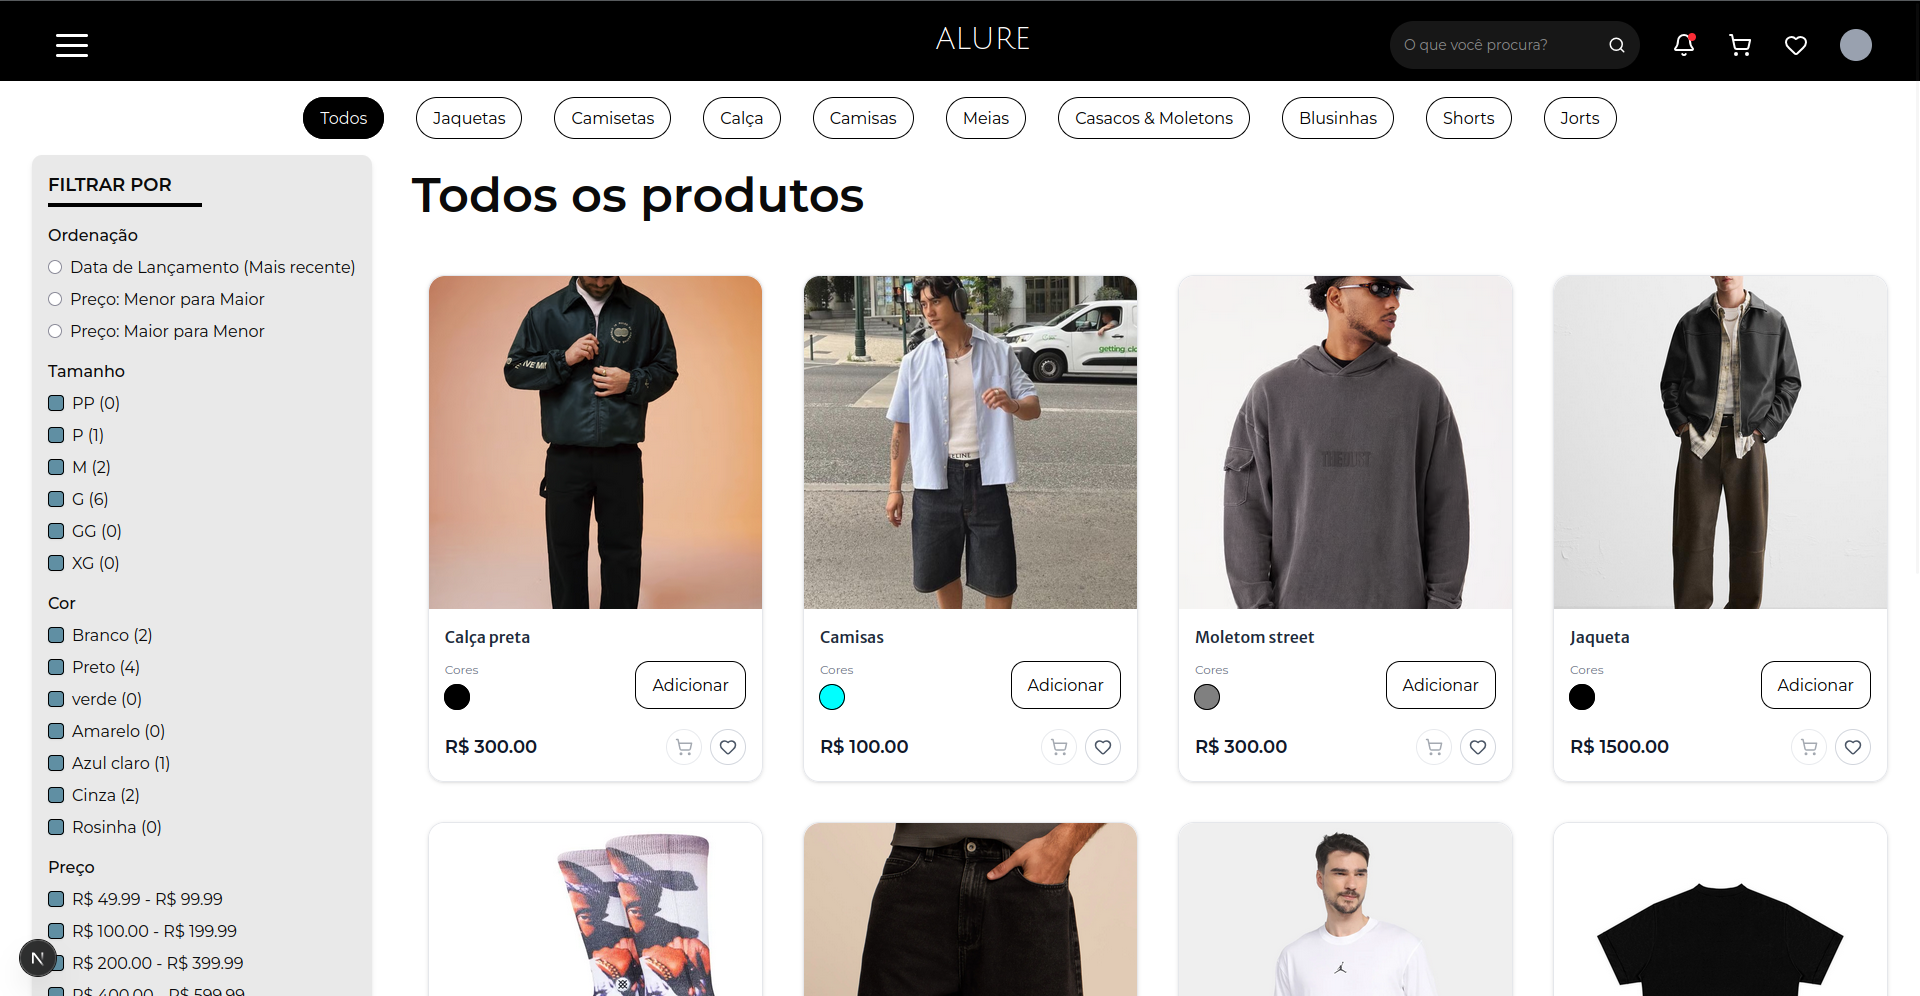 ALURE
O que você procura?
Todos
Jaquetas
Camisetas
Calça
Camisas
Meias
Casacos & Moletons
Blusinhas
Shorts
Jorts
FILTRAR POR
Ordenação
Data de Lançamento (Mais recente)
Preço: Menor para Maior
Preço: Maior para Menor
Tamanho
PP (0)
P (1)
M (2)
G (6)
GG (0)
XG (0)
Cor
Branco (2)
Preto (4)
verde (0)
Amarelo (0)
Azul claro (1)
Cinza (2)
Rosinha (0)
Preço
R$ 49.99 - R$ 99.99
R$ 100.00 - R$ 199.99
R$ 200.00 - R$ 399.99
R$ 400.00 - R$ 599.99
N
Todos os produtos
getting
Calça preta
Cores
Adicionar
R$ 300.00
Camisas
Cores
Adicionar
R$ 100.00
Moletom street
Cores
Adicionar
R$ 300.00
Jaqueta
Cores
Adicionar
R$ 1500.00